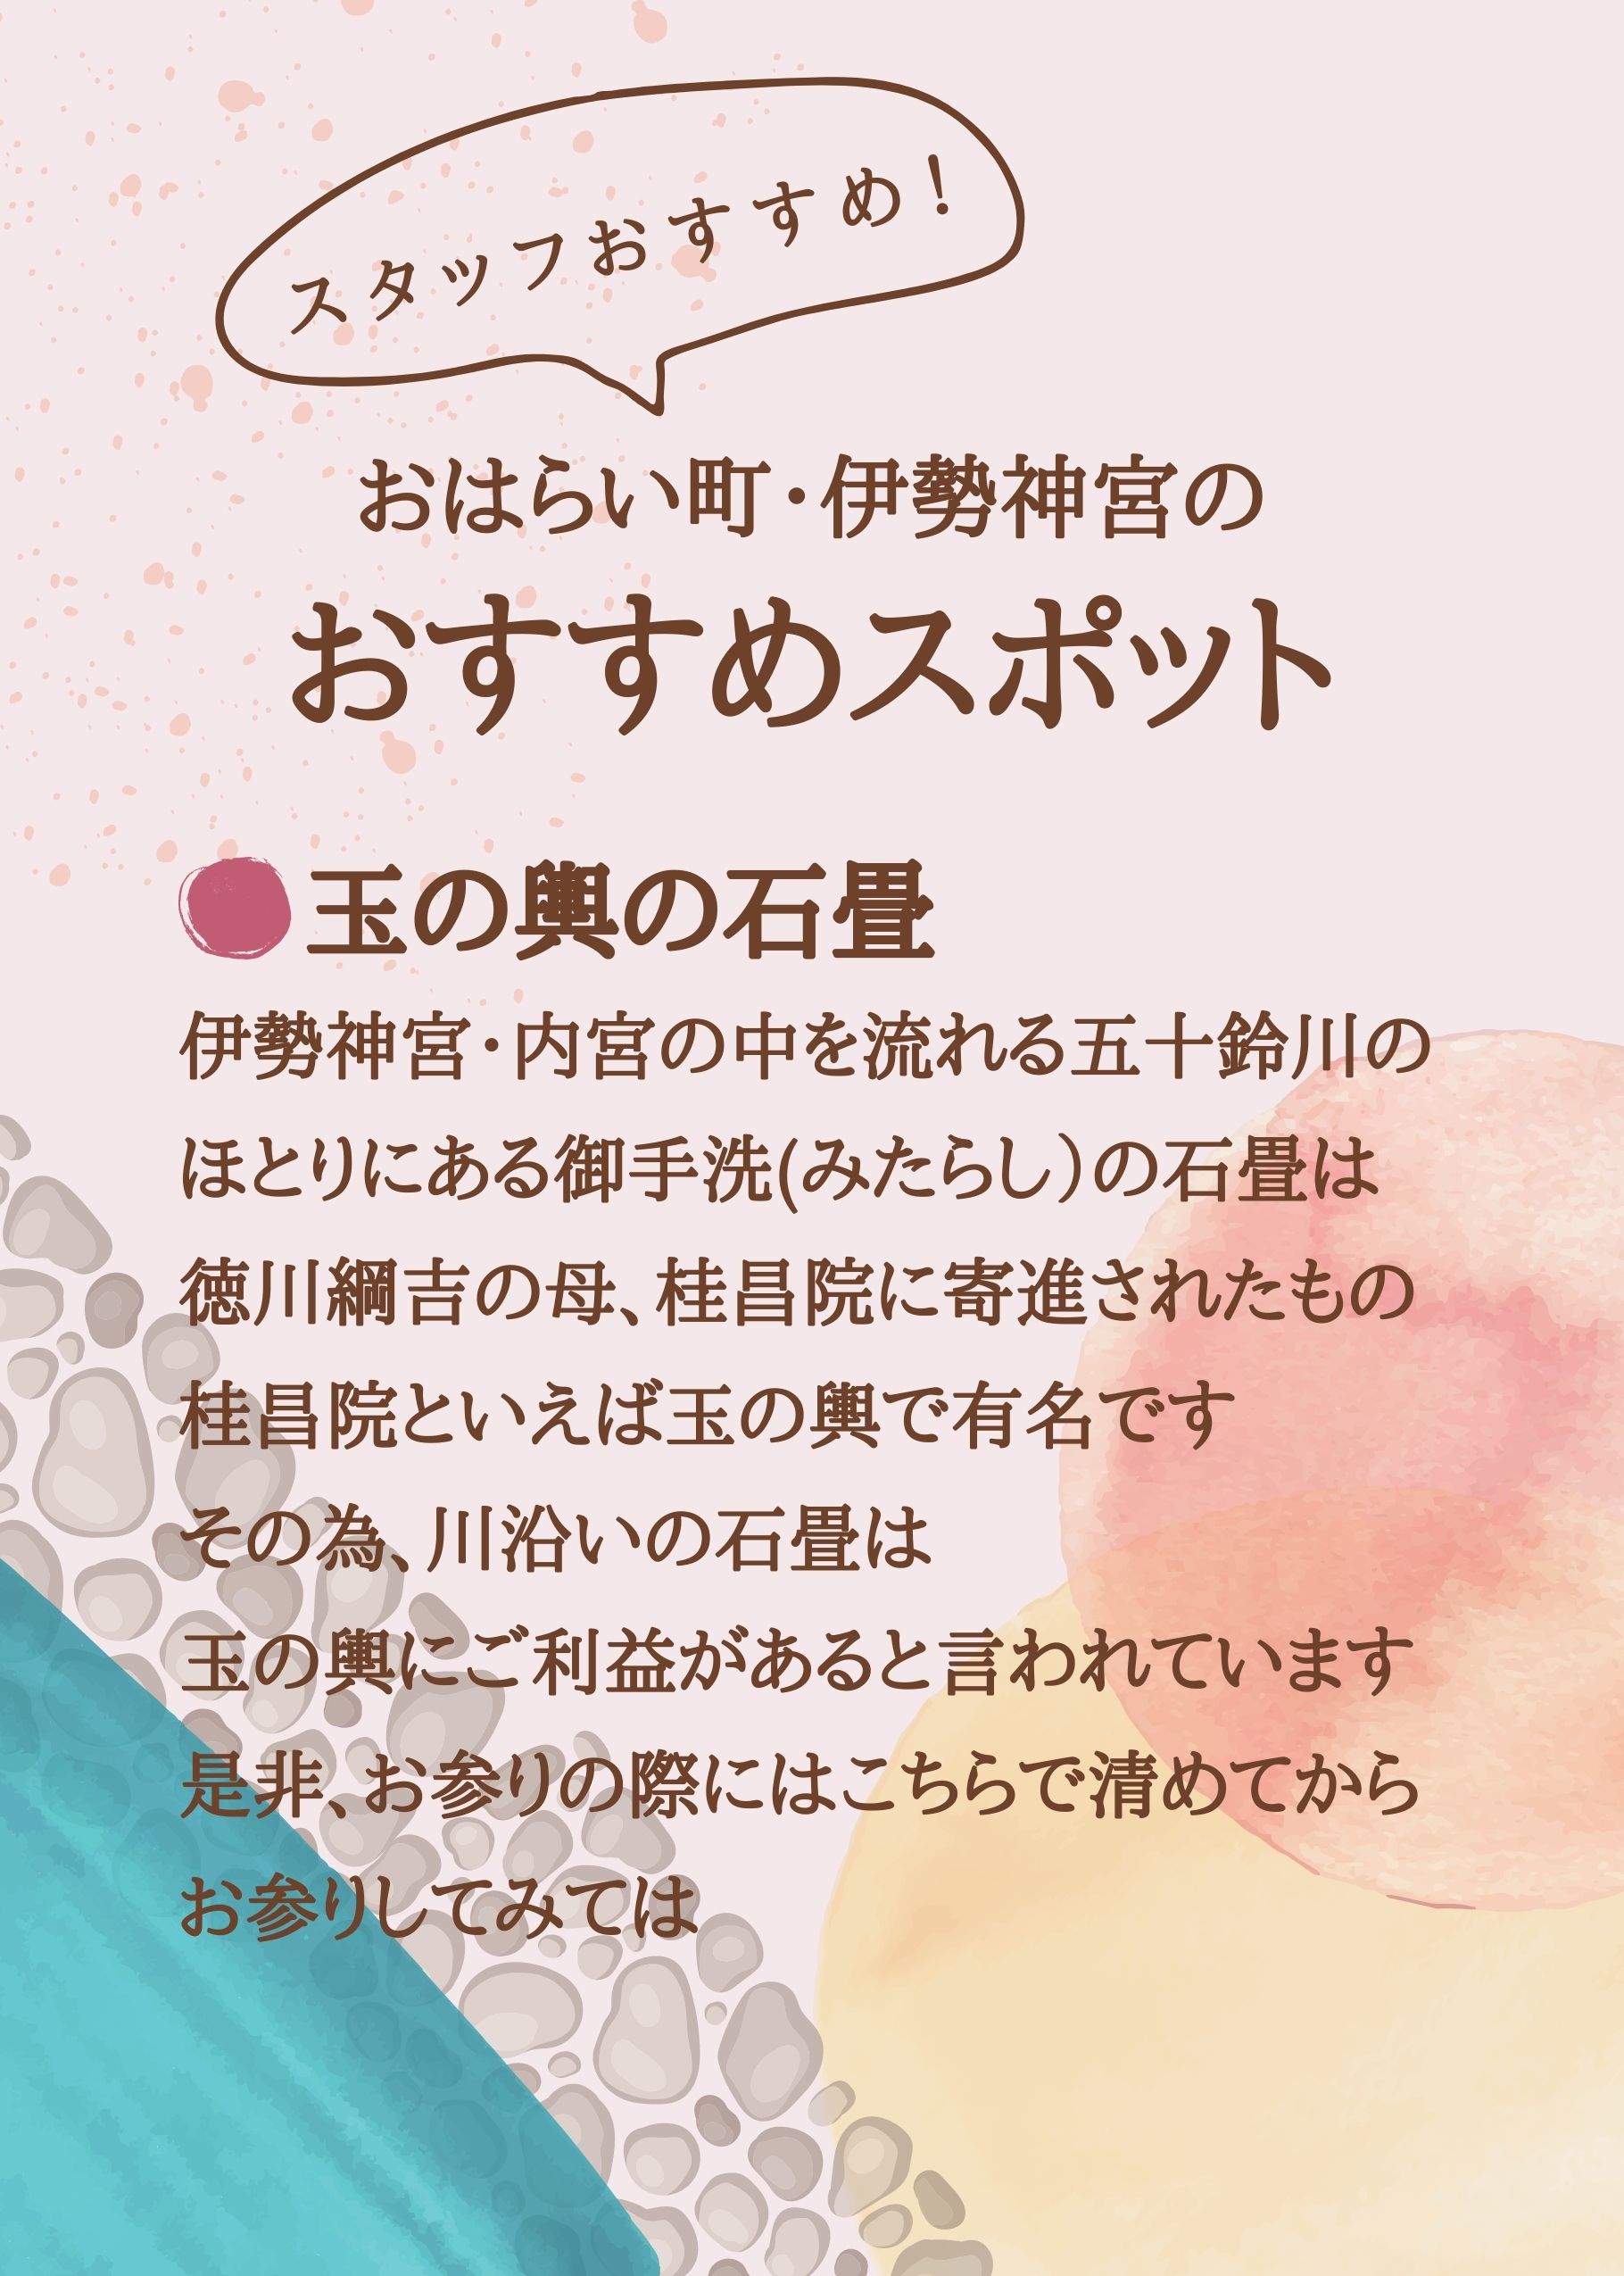 スタッフおすすめ！
おはらい町・伊勢神宮の
おすすめスポット
玉の輿の石畳
伊勢神宮・内宮の中を流れる五十鈴川の
ほとりにある御手洗(みたらし）の石畳は
徳川綱吉の母、桂昌院に寄進されたもの
桂昌院といえば玉の輿で有名です
その為、川沿いの石畳は
玉の輿にご利益があると言われています
是非、お参りの際にはこちらで清めてから
お参りしてみては